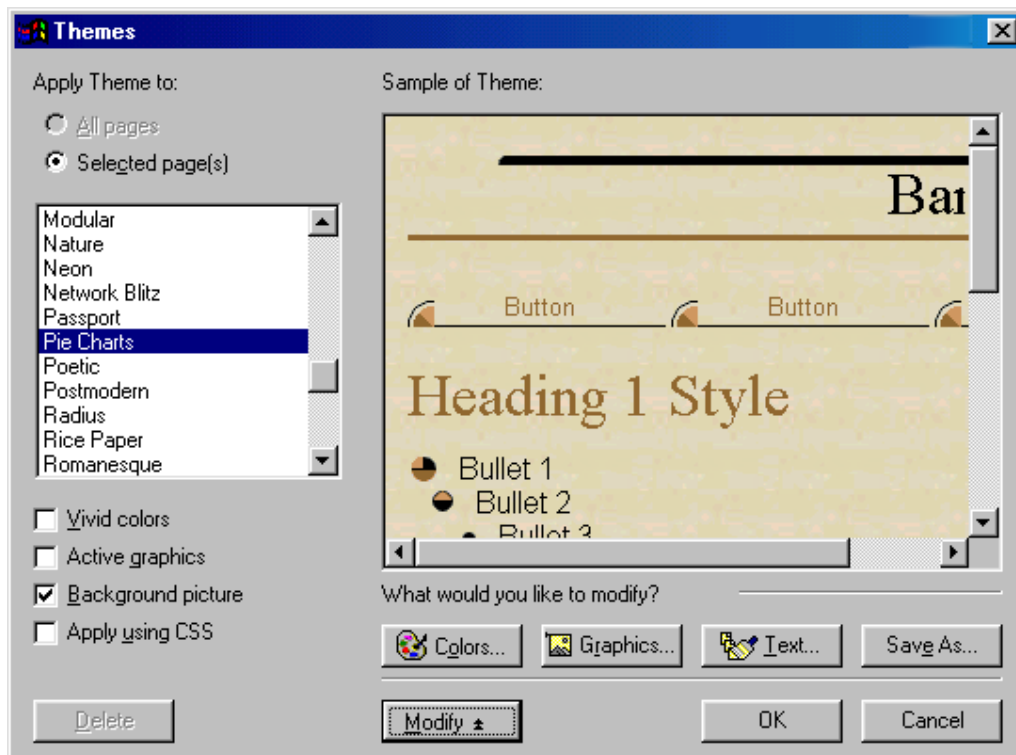 Themes
Apply Theme to:
All pages
Selected page(s)
Modular
Nature
Neon
Network Blitz
Passport
Pie Charts
Poetic
Postmodern
Radius
Rice Paper
Romanesque
Vivid colors
Active graphics
Background picture
Apply using CSS
Delete
Sample of Theme:
Ban
Button Button
Heading 1 Style
Bullet 1
Bullet 2
Bullet 3
What would you like to modify?
Colors... Graphics... Text... Save As...
Modify OK Cancel